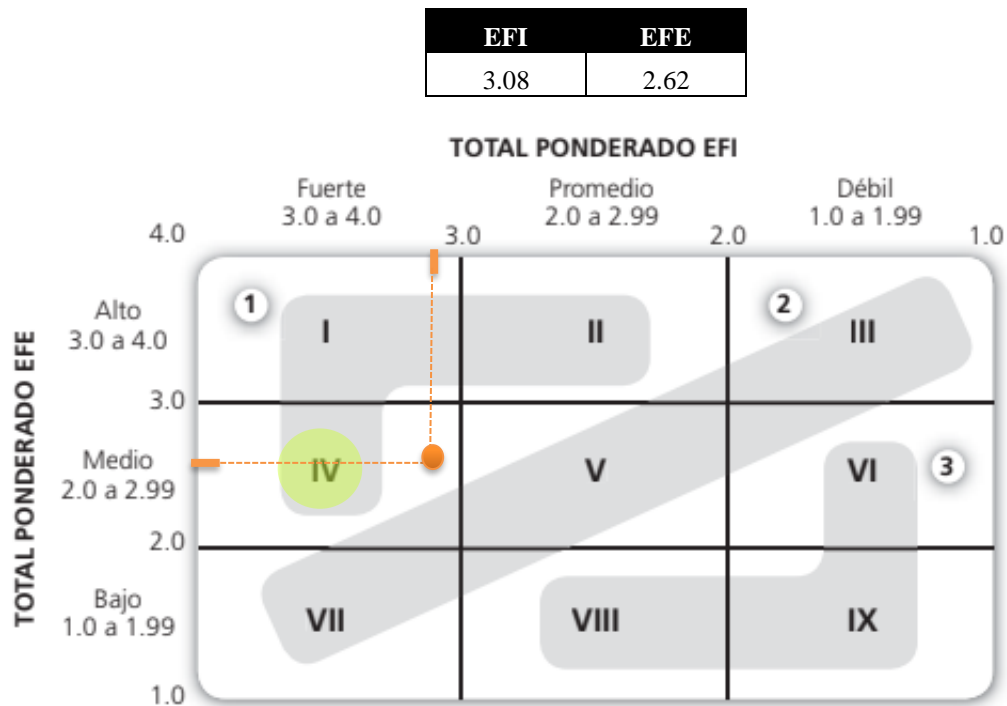 EFI EFE
3.08 2.62
TOTAL PONDERADO EFI
Fuerte Promedio Débil
3.0 a 4.0 2.0 a 2.99 1.0 a 1.99
4.0 3.0 2.0 1.0
TOTAL PONDERADO EFE
Alto
3.0 a 4.0
1 I II 2 III
3.0
Medio
2.0 a 2.99
IV V VI 3
2.0
Bajo
1.0 a 1.99
VII VIII IX
1.0